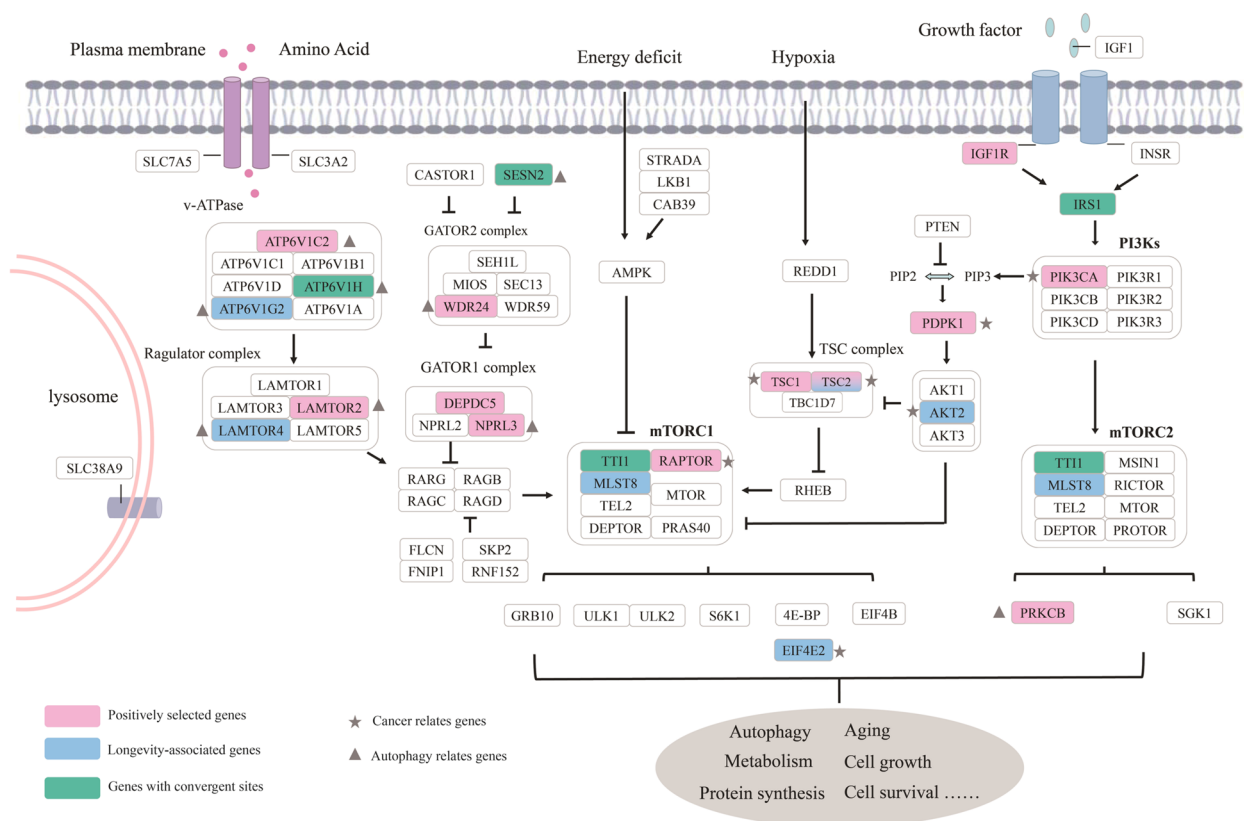 Plasma membrane
Amino Acid
Energy deficit
Hypoxia
Growth factor
IGF1
SLC7A5
SLC3A2
CASTOR1
SESN2
STRADA
LKB1
CAB39
IGF1R
INSR
IRS1
v-ATPase
ATP6V1C2
ATP6V1C1
ATP6V1B1
ATP6V1D
ATP6V1H
ATP6V1G2
ATP6V1A
GATOR2 complex
SEH1L
MIOS
SEC13
WDR24
WDR59
AMPK
REDD1
PTEN
PIP2
PIP3
PI3Ks
PIK3CA
PIK3R1
PIK3CB
PIK3R2
PIK3CD
PIK3R3
PDPK1
Ragulator complex
LAMTOR1
LAMTOR3
LAMTOR2
LAMTOR4
LAMTOR5
GATOR1 complex
DEPDC5
NPRL2
NPRL3
TSC complex
TSC1
TSC2
TBC1D7
AKT1
AKT2
AKT3
lysosome
SLC38A9
RARG
RAGB
RAGC
RAGD
FLCN
FNIP1
SKP2
RNF152
mTORC1
TTI1
RAPTOR
MLST8
MTOR
TEL2
DEPTOR
PRAS40
RHEB
mTORC2
TTI1
MSIN1
MLST8
RICTOR
TEL2
MTOR
DEPTOR
PROTOR
GRB10
ULK1
ULK2
S6K1
4E-BP
EIF4B
EIF4E2
PRKCB
SGK1
Positively selected genes
Longevity-associated genes
Genes with convergent sites
Cancer relates genes
Autophagy relates genes
Autophagy
Aging
Metabolism
Cell growth
Protein synthesis
Cell survival ......